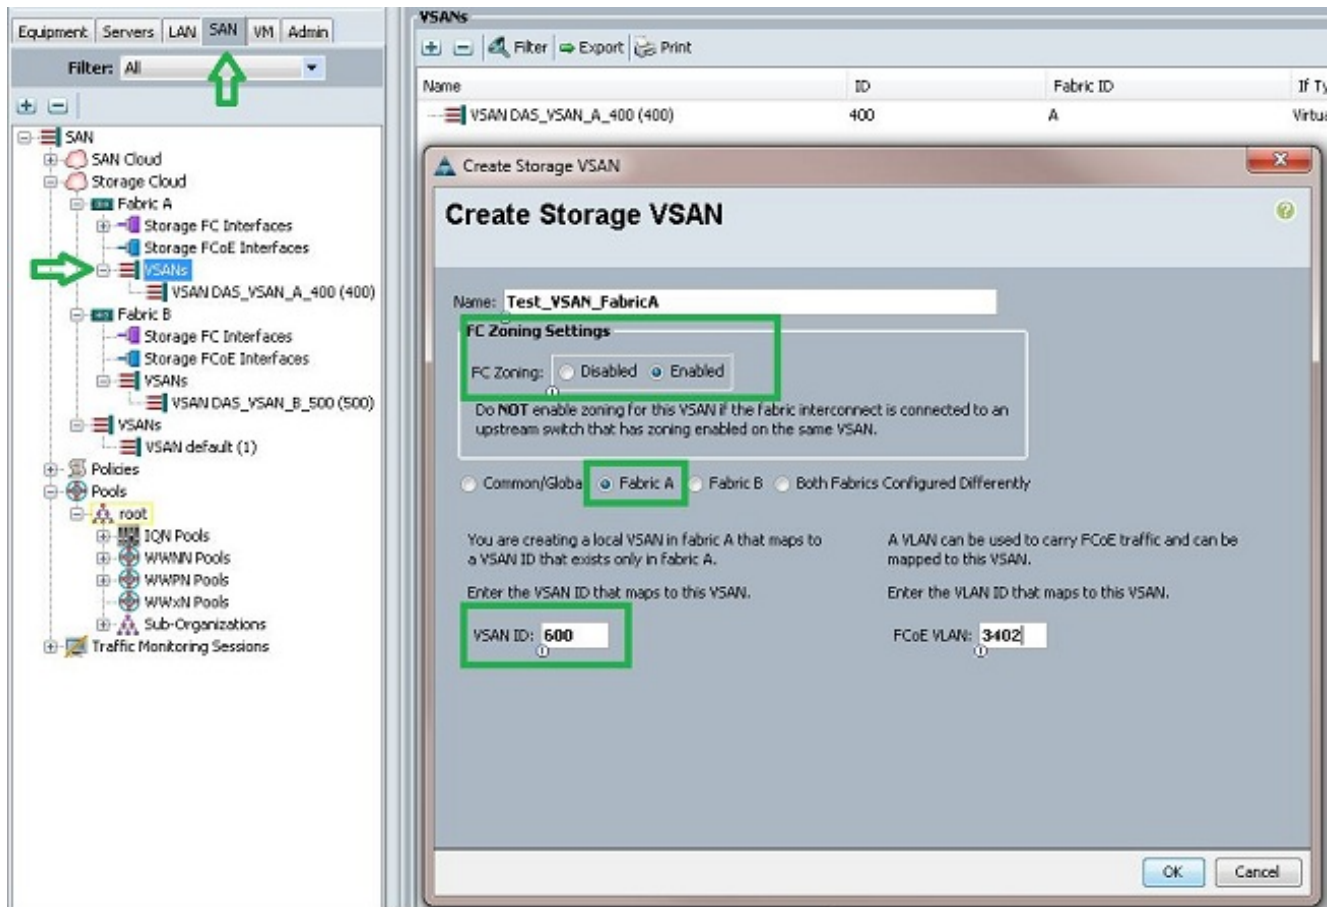 Equipment Servers LAN SAN VM Admin
Filter: All
SAN
SAN Cloud
Storage Cloud
Fabric A
Storage FC Interfaces
Storage FCoE Interfaces
VSANs
VSAN DAS_VSAN_A_400 (400)
Fabric B
Storage FC Interfaces
Storage FCoE Interfaces
VSANs
VSAN DAS_VSAN_B_500 (500)
VSANs
VSAN default (1)
Policies
Pools
root
IQN Pools
WWNN Pools
WWPN Pools
WWxN Pools
Sub-Organizations
Traffic Monitoring Sessions
VSANs
Filter Export Print
Name ID Fabric ID If Ty
VSAN DAS_VSAN_A_400 (400) 400 A Virtua
Create Storage VSAN
Create Storage VSAN
Name: Test_VSAN_FabricA
FC Zoning Settings
FC Zoning: Disabled Enabled
Do NOT enable zoning for this VSAN if the fabric interconnect is connected to an
upstream switch that has zoning enabled on the same VSAN.
Common/Global Fabric A Fabric B Both Fabrics Configured Differently
You are creating a local VSAN in fabric A that maps to
a VSAN ID that exists only in fabric A.
Enter the VSAN ID that maps to this VSAN.
VSAN ID: 600
A VLAN can be used to carry FCoE traffic and can be
mapped to this VSAN.
Enter the VLAN ID that maps to this VSAN.
FCoE VLAN: 3402
OK Cancel